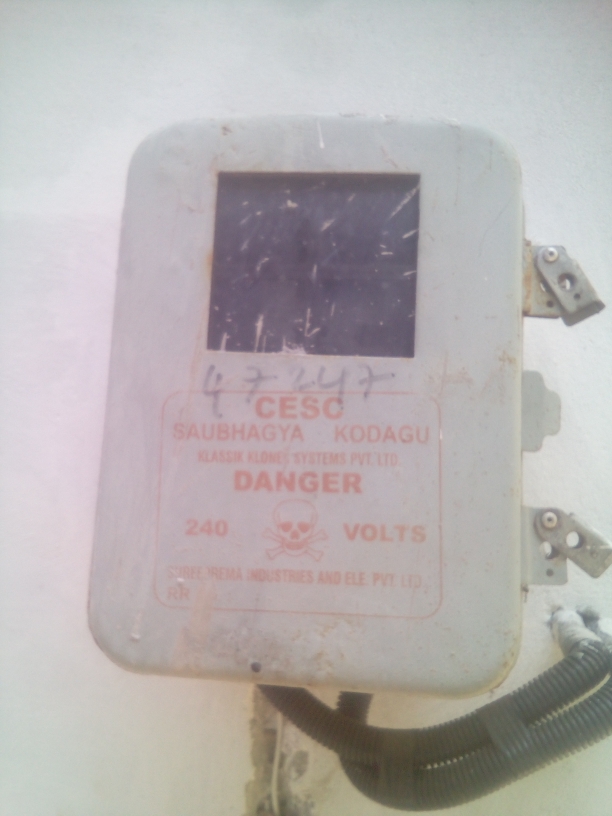 47247
CESC
SAUBHAGYA KODAGU
KLASSIK KLONES SYSTEMS PVT. LTD.
DANGER
240 VOLTS
INDUSTRIES AND ELE. PVT LTD.
RR